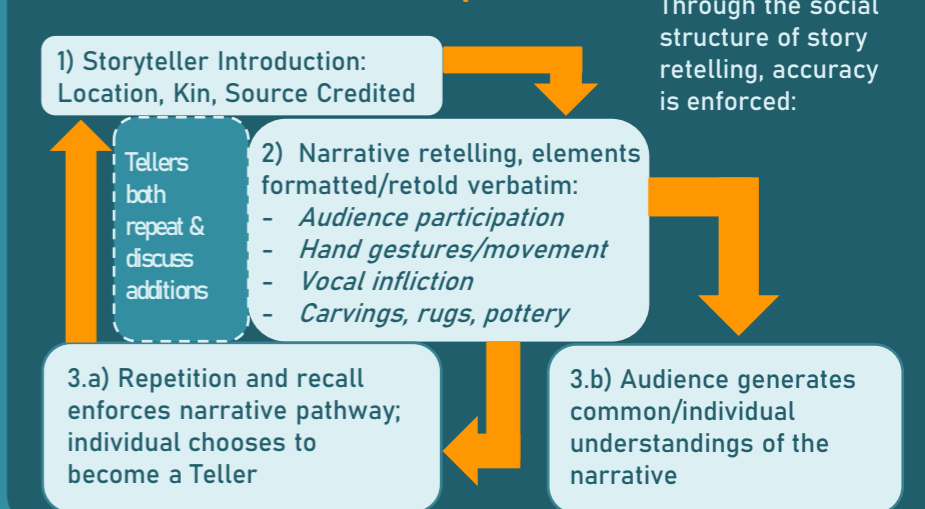 Through the social
structure of story
retelling, accuracy
is enforced:
1) Storyteller Introduction:
Location, Kin, Source Credited
Tellers
both
repeat &
discuss
additions
2) Narrative retelling, elements
formatted/retold verbatim:
- Audience participation
- Hand gestures/movement
- Vocal infliction
- Carvings, rugs, pottery
3.a) Repetition and recall
enforces narrative pathway;
individual chooses to
become a Teller
3.b) Audience generates
common/individual
understandings of the
narrative